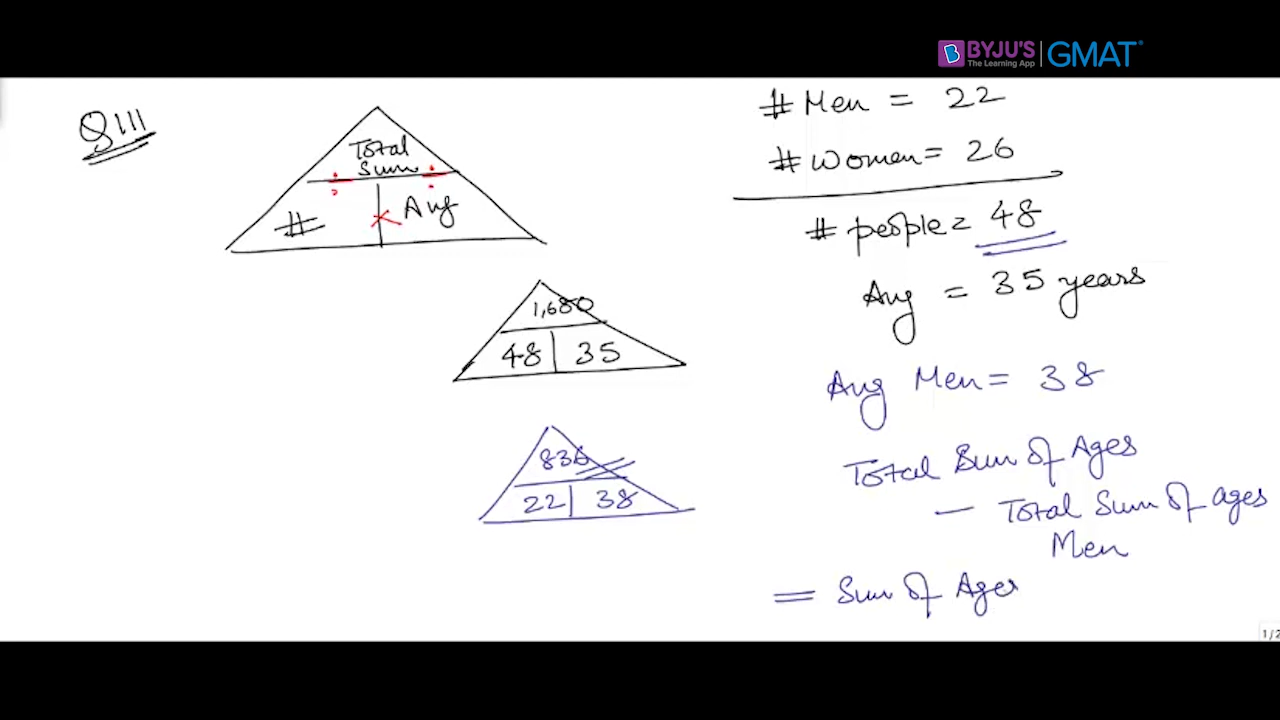 BYJU'S
The Learning App
GMAT
Q111
Total
Sum
# × Avg
# Men = 22
# Women = 26
# people = 48
Avg = 35 years
1,680
48 35
Avg Men = 38
836
22 38
Total Sum of Ages
— Total Sum of ages
Men
= Sum of Ages
1/2